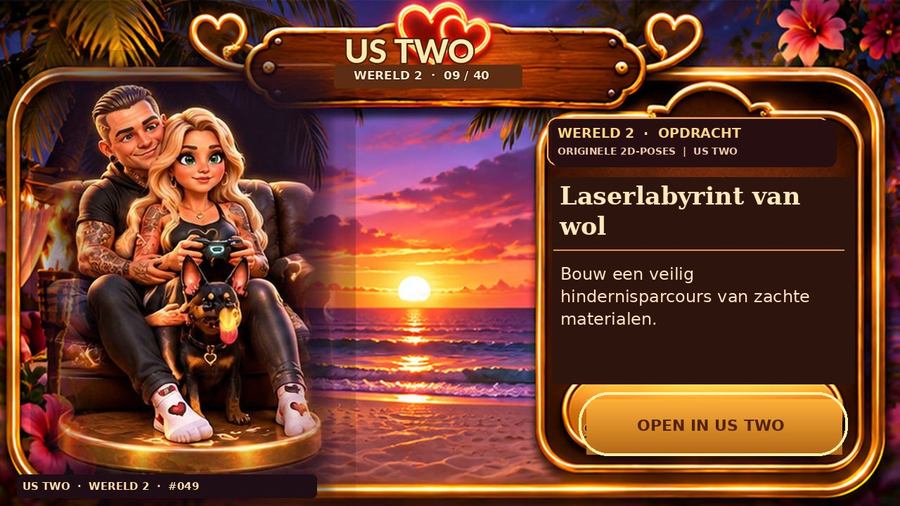 US TWO
WERELD 2 · 09 / 40
WERELD 2 · OPDRACHT
ORIGINELE 2D-POSES | US TWO
Laserlabyrint van
wol
Bouw een veilig
hindernisparcours van zachte
materialen.
OPEN IN US TWO
US TWO · WERELD 2 · #049